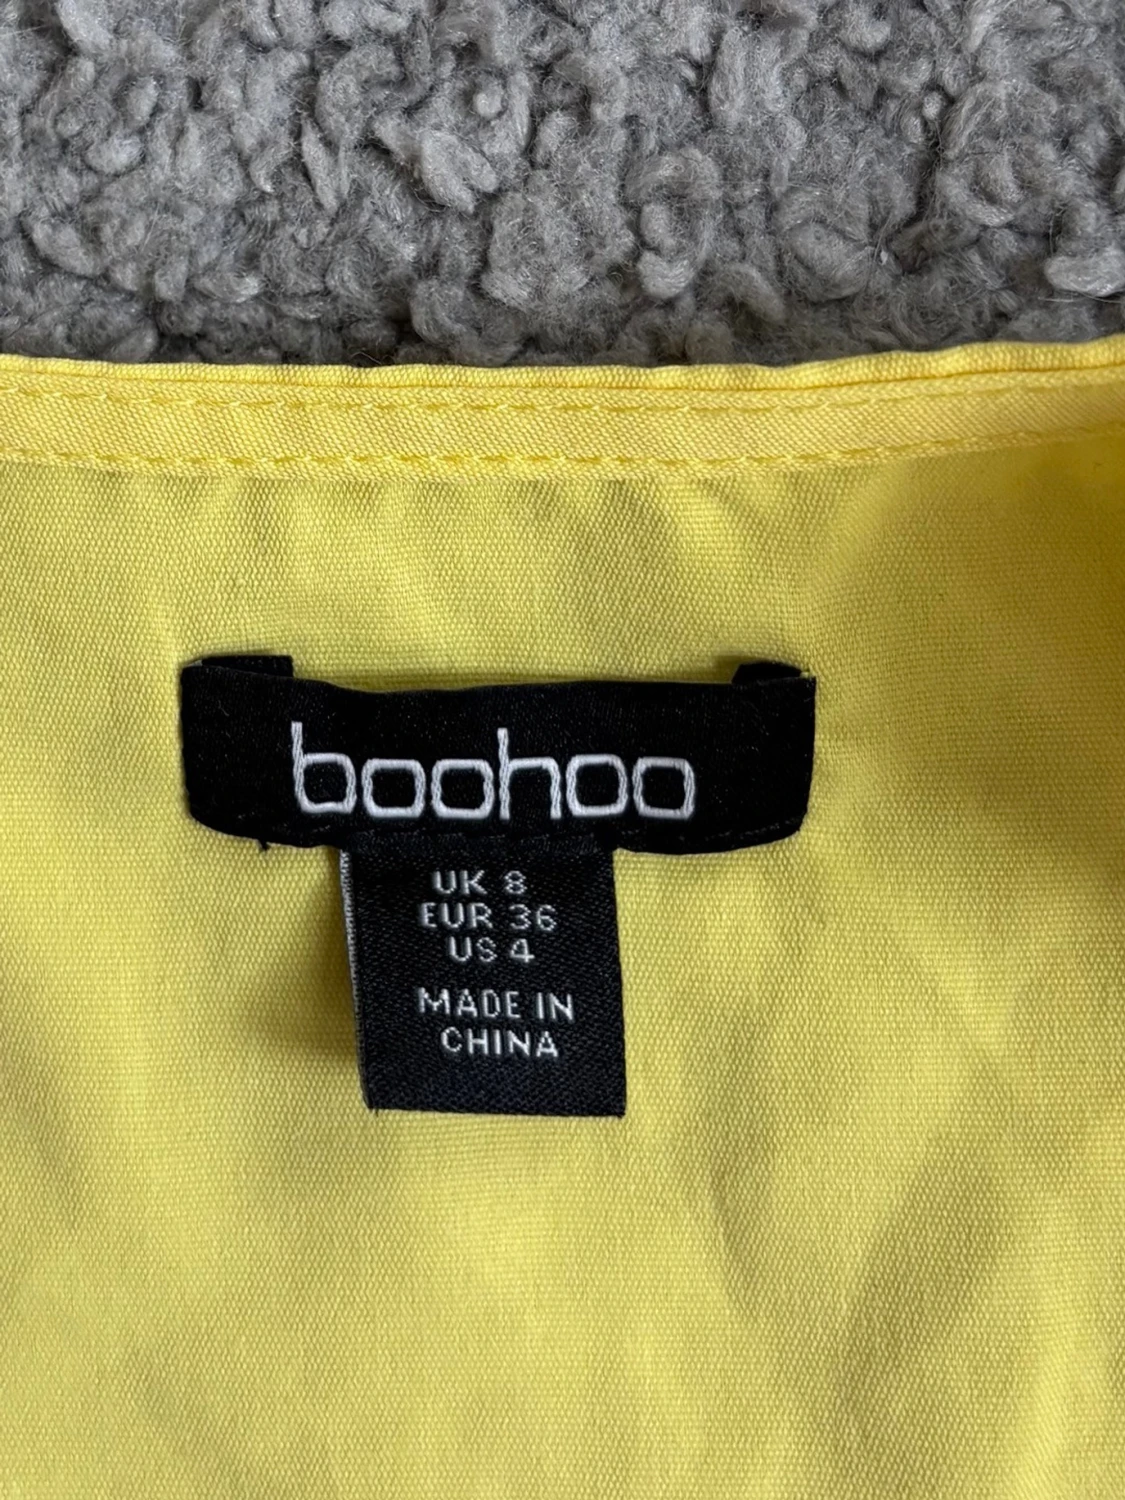 boohoo
UK 8
EUR 36
US 4
MADE IN
CHINA